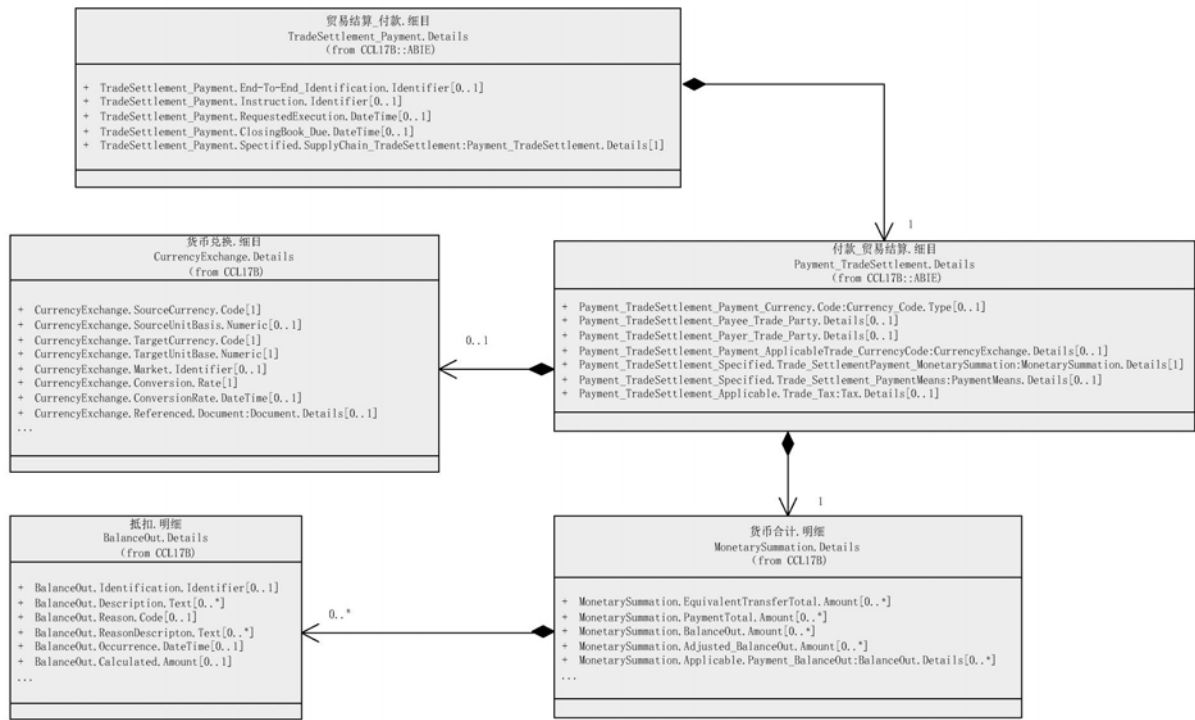 贸易结算_付款.细目
TradeSettlement_Payment.Details
(from CCL17B::ABIE)
+ TradeSettlement_Payment.End-To-End_Identification.Identifier[0..1]
+ TradeSettlement_Payment.Instruction.Identifier[0..1]
+ TradeSettlement_Payment.RequestedExecution.DateTime[0..1]
+ TradeSettlement_Payment.ClosingBook_Due.DateTime[0..1]
+ TradeSettlement_Payment.Spectified.SupplyChain_TradeSettlement:Payment_TradeSettlement.Details[1]
1
货币兑换.细目
CurrencyExchange.Details
(from CCL17B)
+ CurrencyExchange.SourceCurrency.Code[1]
+ CurrencyExchange.SourceUnitBasis.Numeric[0..1]
+ CurrencyExchange.TargetCurrency.Code[1]
+ CurrencyExchange.TargetUnitBase.Numeric[1]
+ CurrencyExchange.Market.Identifier[0..1]
+ CurrencyExchange.Conversion.Rate[1]
+ CurrencyExchange.ConversionRate.DateTime[0..1]
+ CurrencyExchange.Referenced.Document:Document.Details[0..1]
...
0..1
付款_贸易结算.细目
Payment_TradeSettlement.Details
(from CCL17B::ABIE)
+ Payment_TradeSettlement_Payment_Currency.Code:Currency_Code.Type[0..1]
+ Payment_TradeSettlement_Payee_Trade_Party.Details[0..1]
+ Payment_TradeSettlement_Payer_Trade_Party.Details[0..1]
+ Payment_TradeSettlement_Payment_ApplicableTrade_CurrencyCode:CurrencyExchange.Details[0..1]
+ Payment_TradeSettlement_Specified.Trade_SettlementPayment_MonetarySummation:MonetarySummation.Details[1]
+ Payment_TradeSettlement_Specified.Trade_Settlement_PaymentMeans:PaymentMeans.Details[0..1]
+ Payment_TradeSettlement_Applicable.Trade_Tax:Tax.Details[0..1]
1
抵扣.明细
BalanceOut.Details
(from CCL17B)
+ BalanceOut.Identification.Identifier[0..1]
+ BalanceOut.Description.Text[0..*]
+ BalanceOut.Reason.Code[0..1]
+ BalanceOut.ReasonDescripton.Text[0..*]
+ BalanceOut.Occurrence.DateTime[0..1]
+ BalanceOut.Calculated.Amount[0..1]
...
0..*
货币合计.明细
MonetarySummation.Details
(from CCL17B)
+ MonetarySummation.EquivalentTransferTotal.Amount[0..*]
+ MonetarySummation.PaymentTotal.Amount[0..*]
+ MonetarySummation.BalanceOut.Amount[0..*]
+ MonetarySummation.Adjusted_BalanceOut.Amount[0..*]
+ MonetarySummation.Applicable.Payment_BalanceOut:BalanceOut.Details[0..*]
...